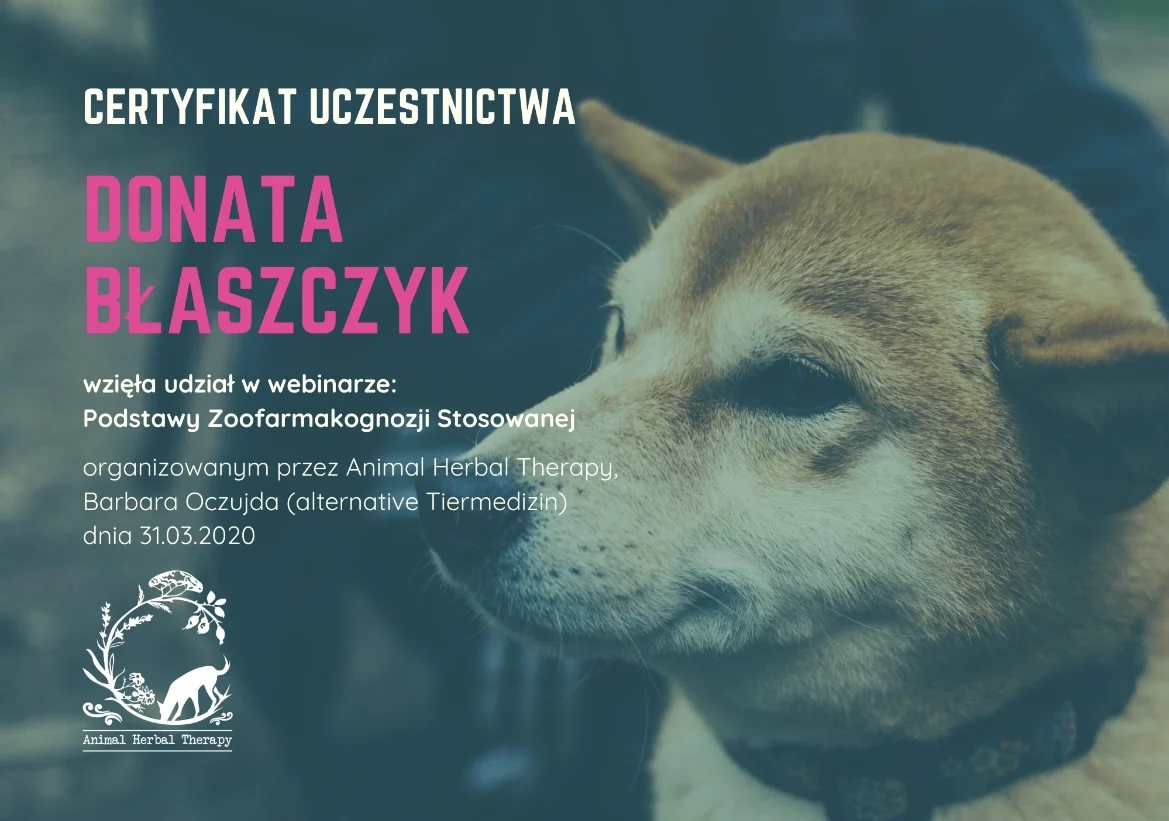 CERTYFIKAT UCZESTNICTWA
DONATA
BŁASZCZYK
wzięła udział w webinarze:
Podstawy Zoofarmakognozji Stosowanej
organizowanym przez Animal Herbal Therapy,
Barbara Oczujda (alternative Tiermedizin)
dnia 31.03.2020
Animal Herbal Therapy